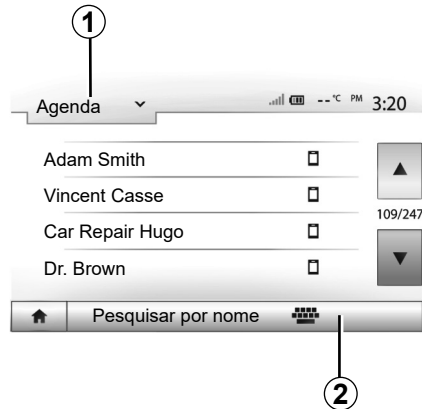 1
Agenda
--°C PM 3:20
Adam Smith
Vincent Casse
109/247
Car Repair Hugo
Dr. Brown
Pesquisar por nome
2